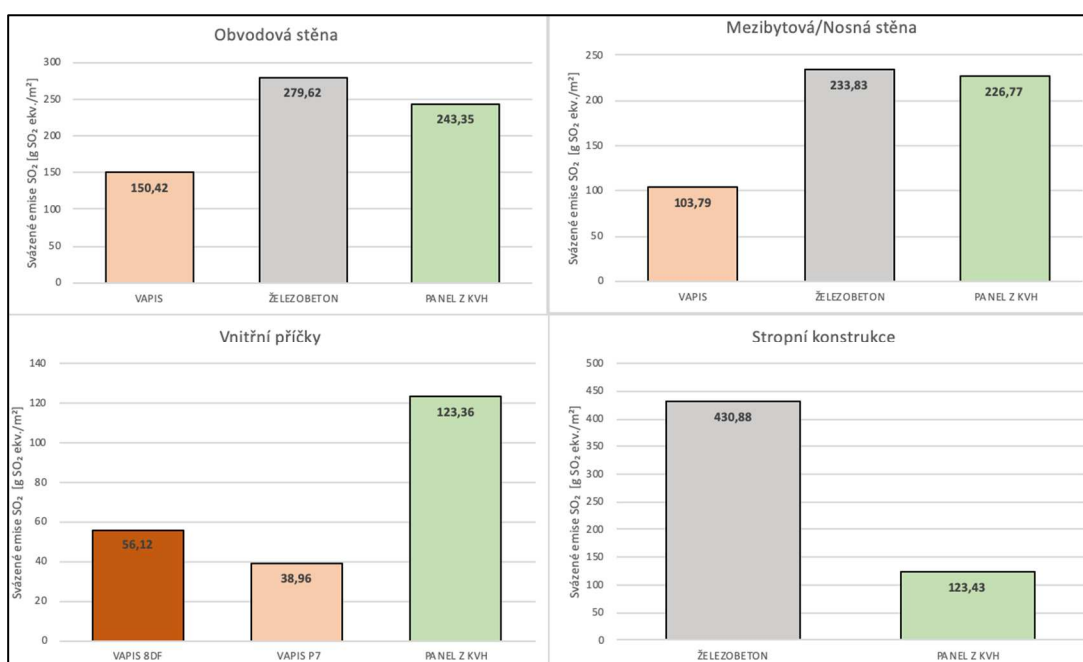 Obvodová stěna
Svázené emise SO₂ [g SO₂ ekv./m²]
300
250
200
150
100
50
0
150,42
279,62
243,35
VAPIS
ŽELEZOBETON
PANEL Z KVH
Mezibytová/Nosná stěna
Svázené emise SO₂ [g SO₂ ekv./m²]
250
200
150
100
50
0
103,79
233,83
226,77
VAPIS
ŽELEZOBETON
PANEL Z KVH
Vnitřní příčky
Svázené emise SO₂ [g SO₂ ekv./m²]
140
120
100
80
60
40
20
0
56,12
38,96
123,36
VAPIS 8DF
VAPIS P7
PANEL Z KVH
Stropní konstrukce
Svázené emise SO₂ [g SO₂ ekv./m²]
500
450
400
350
300
250
200
150
100
50
0
430,88
123,43
ŽELEZOBETON
PANEL Z KVH